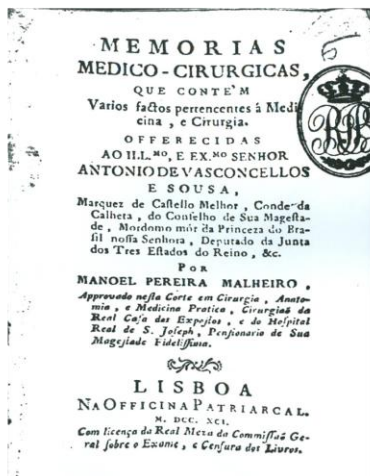 MEMORIAS
MEDICO-CIRURGICAS,
QUE CONTÈM
Varios factos pertencentes á Medi
cina, e Cirurgia.
OFFERECIDAS
AO ILL.MO, E EX.MO SENHOR
ANTONIO DE VASCONCELLOS
E SOUSA,
Marquez de Castello Melhor, Conde da
Calheta, do Conselho de Sua Magesta-
de, Mordomo mór da Princeza do Bra-
sil nossa Senhora, Deputado da Junta
dos Tres Estados do Reino, &c.
POR
MANOEL PEREIRA MALHEIRO,
Approvado nesta Corte em Cirurgia, Anato-
mia, e Medicina Pratica, Cirurgiaõ da
Real Casa dos Expostos, e do Hospital
Real de S. Joseph, Pensionario de Sua
Magestade Fidelissima.
LISBOA
NA OFFICINA PATRIARCAL.
M. DCC. XCI.
Com licença da Real Meza da Commissaõ Ge-
ral sobre o Exame, e Censura dos Livros.